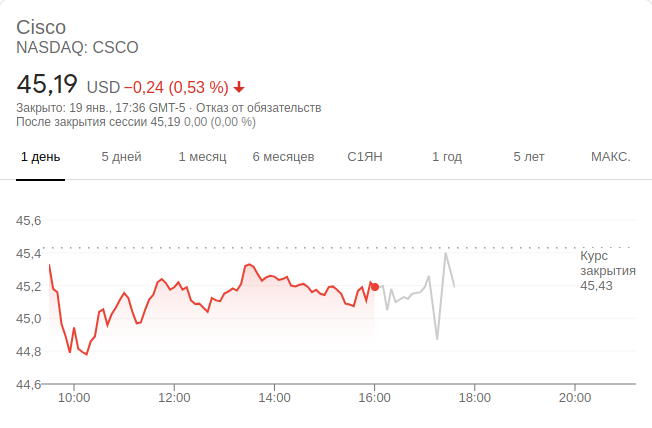 Cisco
NASDAQ: CSCO
45,19 USD −0,24 (0,53 %)
Закрыто: 19 янв., 17:36 GMT-5 · Отказ от обязательств
После закрытия сессии 45,19 0,00 (0,00 %)
1 день 5 дней 1 месяц 6 месяцев С1ЯН 1 год 5 лет МАКС.
45,6
45,4
Курс
закрытия
45,43
45,2
45,0
44,8
44,6
10:00 12:00 14:00 16:00 18:00 20:00